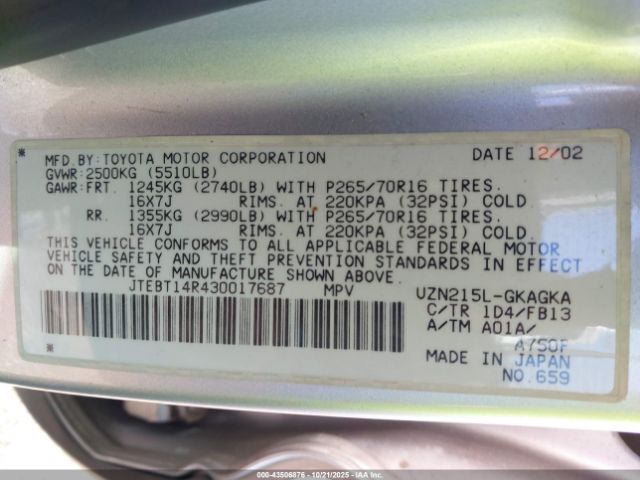 MFD.BY:TOYOTA MOTOR CORPORATION DATE 12/02
GVWR:2500KG (5510LB)
GAWR:FRT. 1245KG (2740LB) WITH P265/70R16 TIRES.
16X7J RIMS. AT 220KPA (32PSI) COLD
RR. 1355KG (2990LB) WITH P265/70R16 TIRES.
16X7J RIMS. AT 220KPA (32PSI) COLD.
THIS VEHICLE CONFORMS TO ALL APPLICABLE FEDERAL MOTOR
VEHICLE SAFETY AND THEFT PREVENTION STANDARDS IN EFFECT
ON THE DATE OF MANUFACTURE SHOWN ABOVE.
JTEBT14R430017687 MPV UZN215L-GKAGKA
C/TR 1D4/FB13
A/TM A01A/
A750F
MADE IN JAPAN
NO.659
000-43506876 - 10/21/2025 - IAA Inc. Copyright